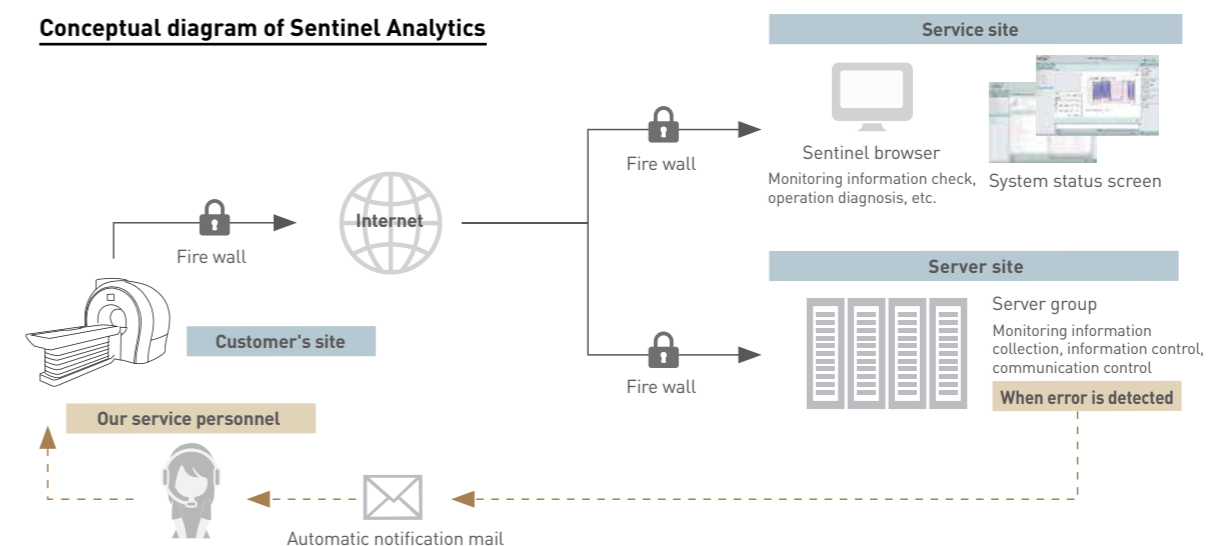 Conceptual diagram of Sentinel Analytics
Service site
Sentinel browser
Monitoring information check,
operation diagnosis, etc.
System status screen
Fire wall
Internet
Fire wall
Customer's site
Server site
Server group
Monitoring information
collection, information control,
communication control
When error is detected
Fire wall
Our service personnel
Automatic notification mail